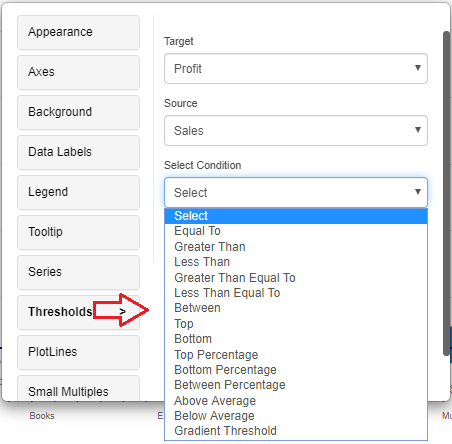 Appearance
Axes
Background
Data Labels
Legend
Tooltip
Series
Thresholds >
PlotLines
Small Multiples
Target
Profit
Source
Sales
Select Condition
Select
Select
Equal To
Greater Than
Less Than
Greater Than Equal To
Less Than Equal To
Between
Top
Bottom
Top Percentage
Bottom Percentage
Between Percentage
Above Average
Below Average
Gradient Threshold
Books